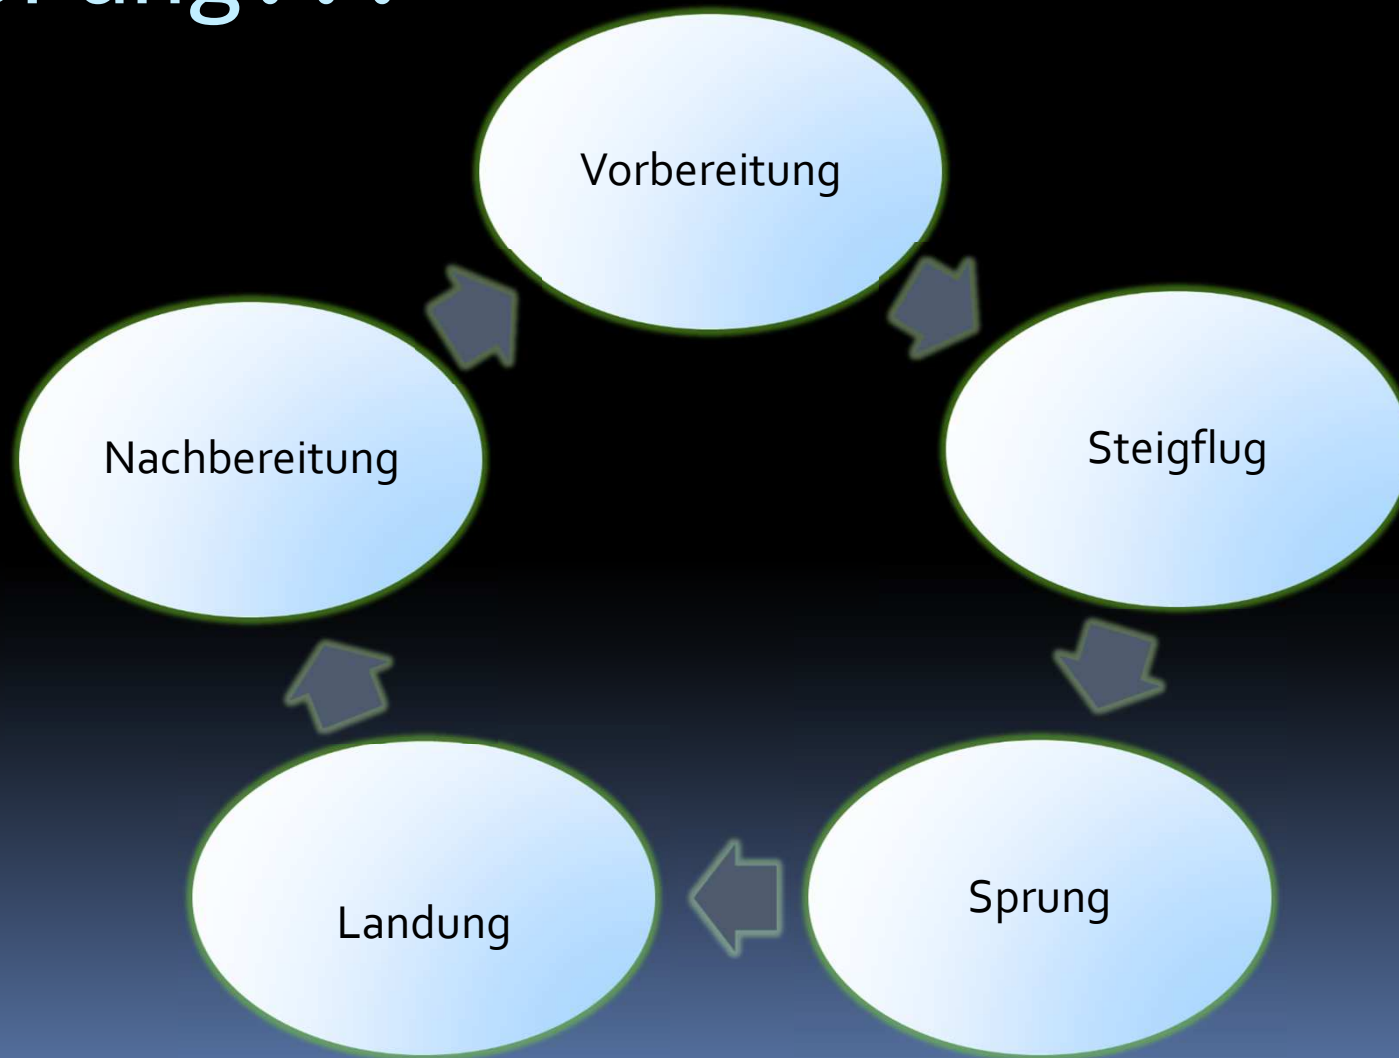 Vorbereitung
Steigflug
Sprung
Landung
Nachbereitung